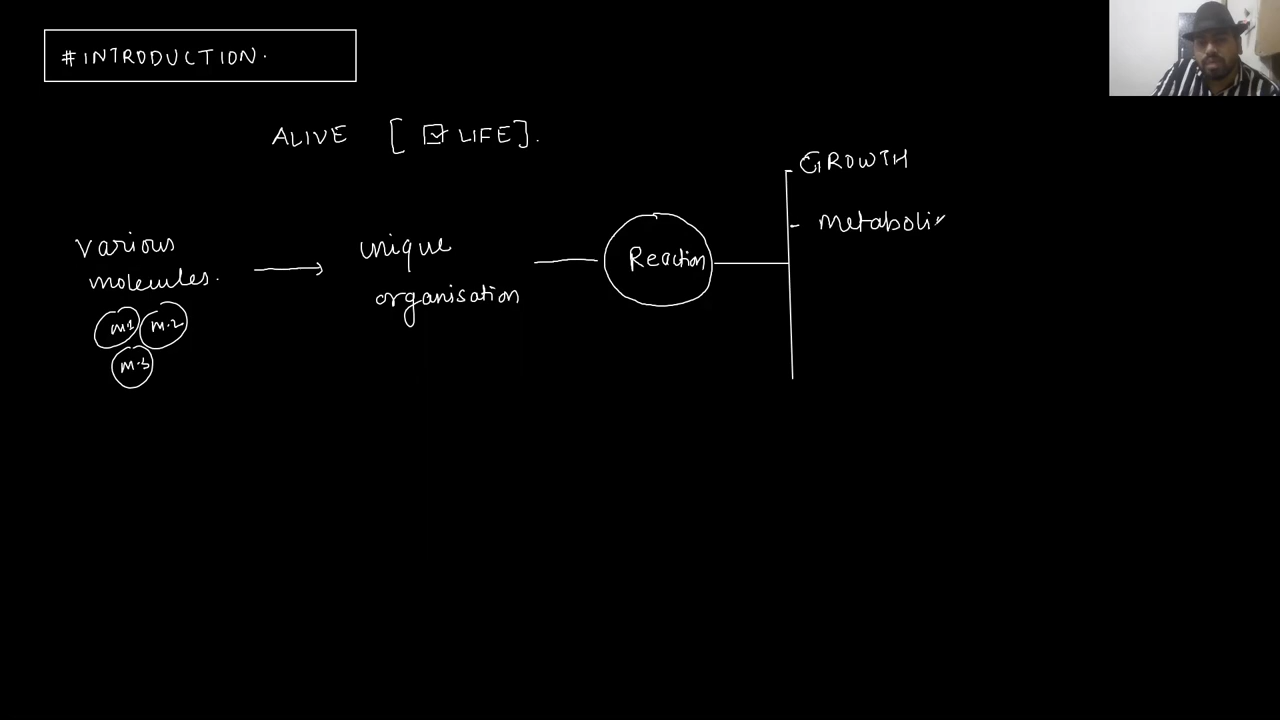 # INTRODUCTION.
ALIVE [ ☑ LIFE ].
various
molecules.
m.1 m.2
m.3
unique
organisation
Reaction
GROWTH
Metaboli